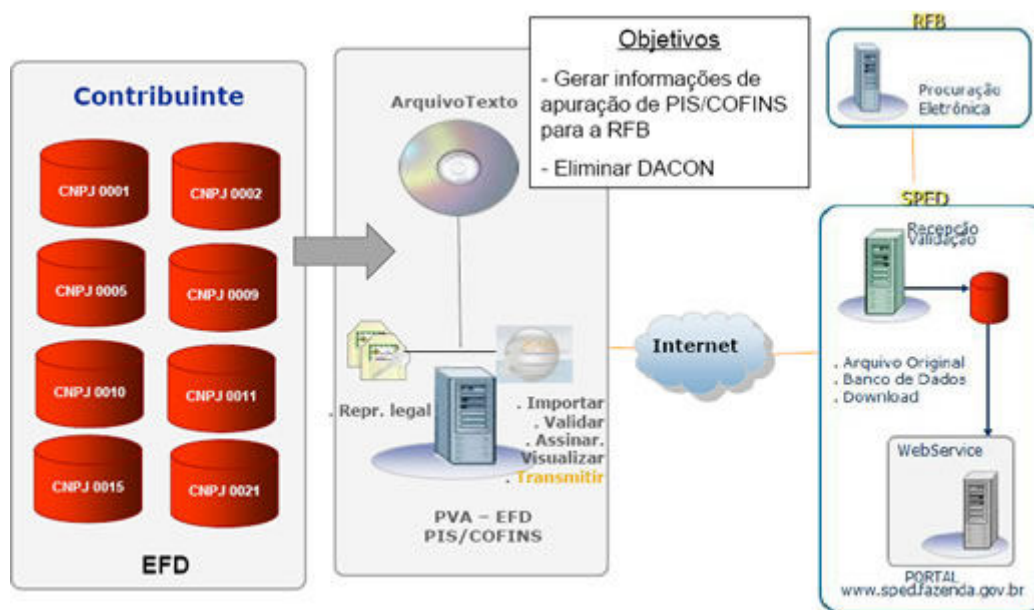 Contribuinte
CNPJ 0001
CNPJ 0002
CNPJ 0005
CNPJ 0009
CNPJ 0010
CNPJ 0011
CNPJ 0015
CNPJ 0021
EFD
ArquivoTexto
. Repr. legal
. Importar
. Validar
. Assinar.
Visualizar
. Transmitir
PVA – EFD
PIS/COFINS
Objetivos
- Gerar informações de
apuração de PIS/COFINS
para a RFB
- Eliminar DACON
Internet
RFB
Procuração
Eletrônica
SPED
Recepção
Validação
. Arquivo Original
. Banco de Dados
. Download
WebService
PORTAL
www.sped.fazenda.gov.br